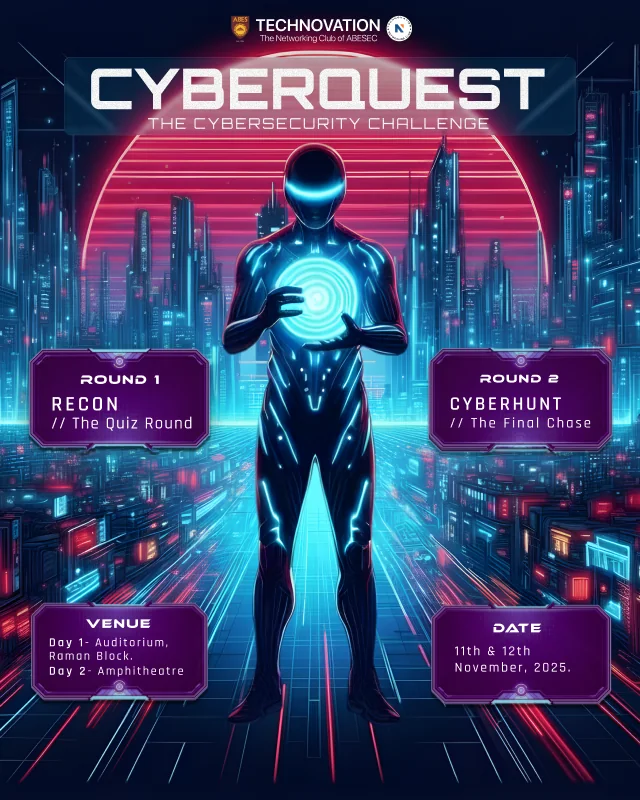 ABES
TECHNOVATION
The Networking Club of ABESEC
CYBERQUEST
THE CYBERSECURITY CHALLENGE
ROUND 1
RECON
// The Quiz Round
ROUND 2
CYBERHUNT
// The Final Chase
VENUE
Day 1- Auditorium,
Raman Block.
Day 2- Amphitheatre
DATE
11th & 12th
November, 2025.